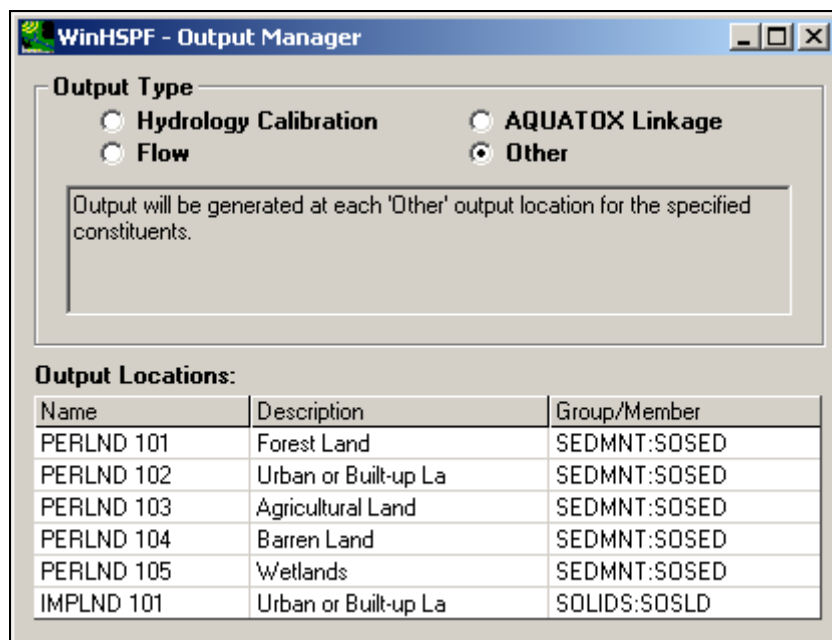 WinHSPF - Output Manager
Output Type
Hydrology Calibration AQUATOX Linkage
Flow Other
Output will be generated at each 'Other' output location for the specified
constituents.
Output Locations:
Name Description Group/Member
PERLND 101 Forest Land SEDMNT:SOSED
PERLND 102 Urban or Built-up La SEDMNT:SOSED
PERLND 103 Agricultural Land SEDMNT:SOSED
PERLND 104 Barren Land SEDMNT:SOSED
PERLND 105 Wetlands SEDMNT:SOSED
IMPLND 101 Urban or Built-up La SOLIDS:SOSLD